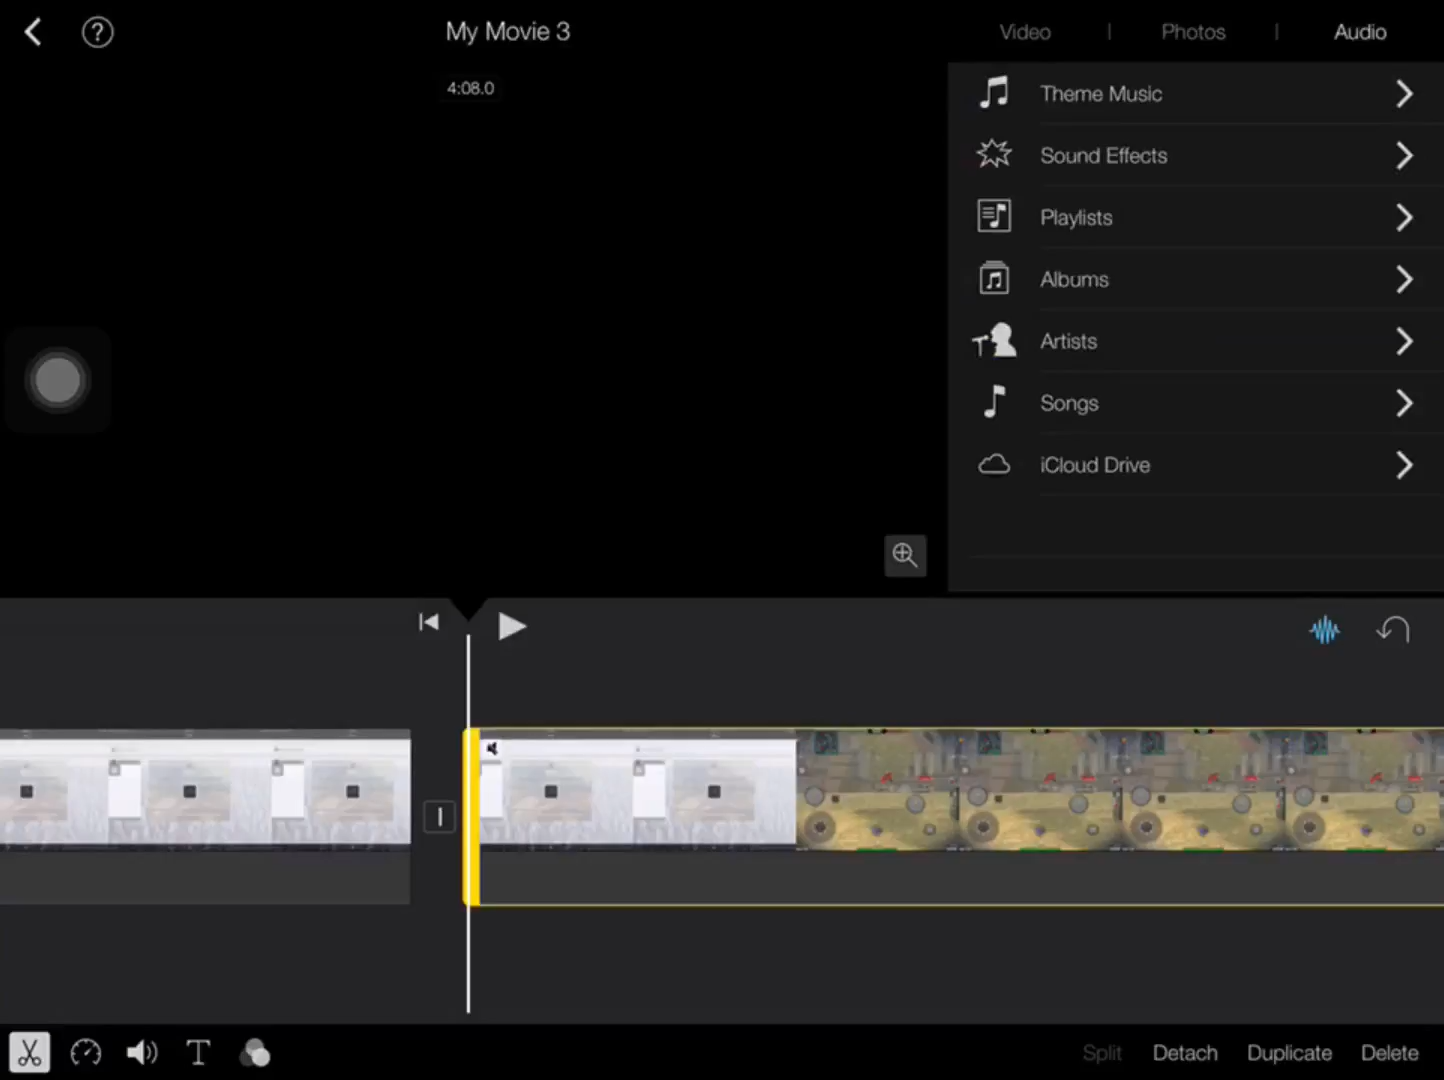 My Movie 3
Video
Photos
Audio
4:08.0
Theme Music
Sound Effects
Playlists
Albums
Artists
Songs
iCloud Drive
T
Split
Detach
Duplicate
Delete